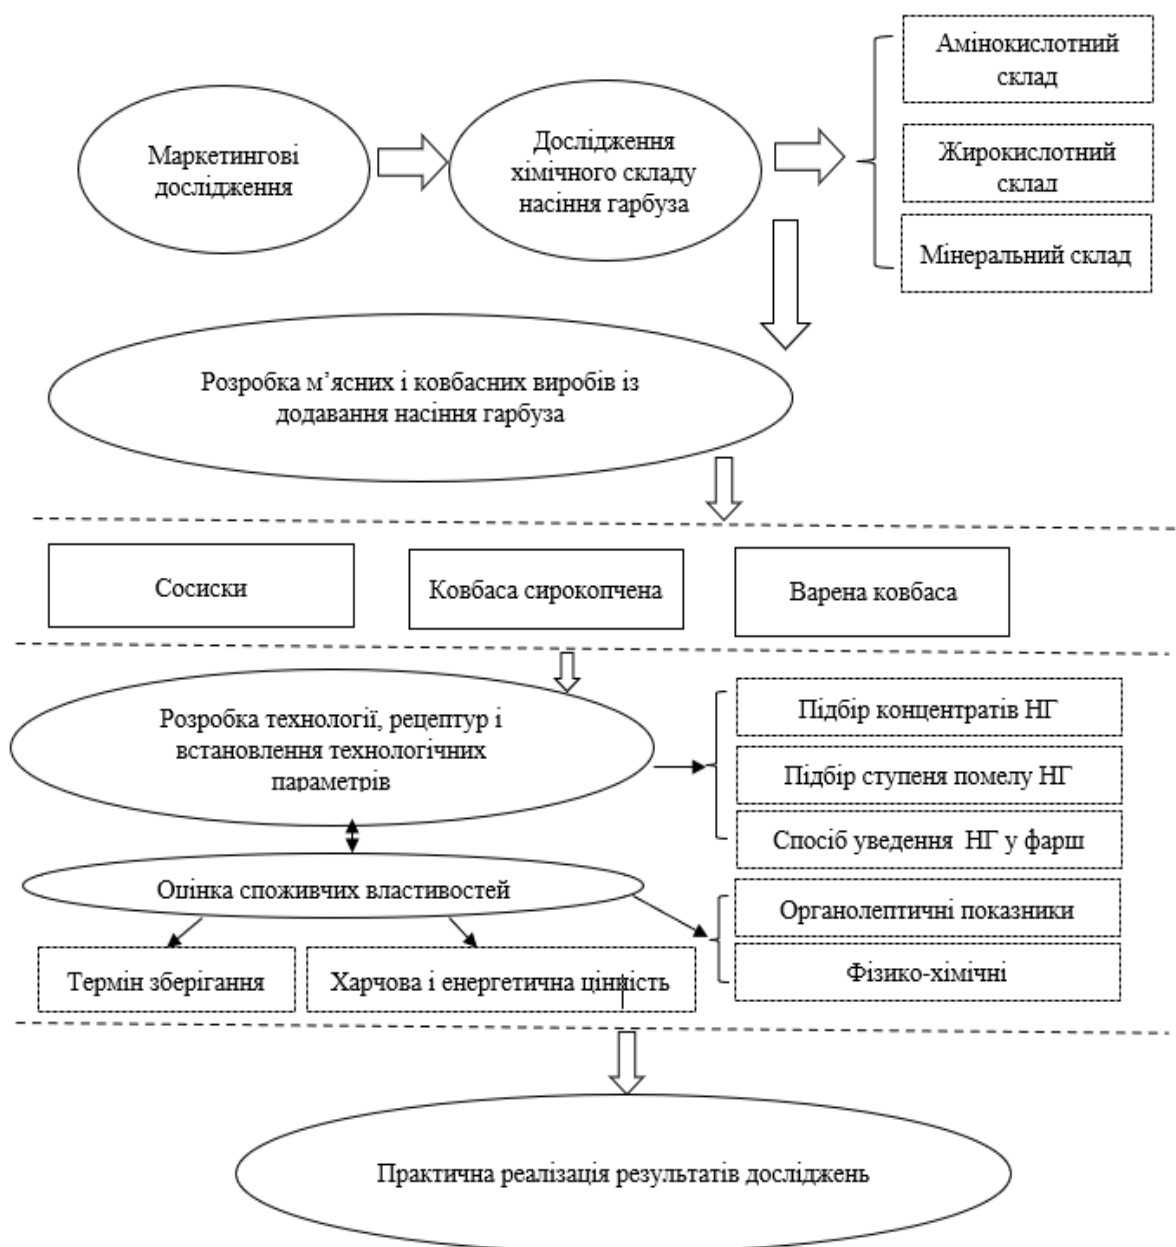 Маркетингові
дослідження
Дослідження
хімічного складу
насіння гарбуза
Амінокислотний
склад
Жирокислотний
склад
Мінеральний склад
Розробка м’ясних і ковбасних виробів із
додавання насіння гарбуза
Сосиски
Ковбаса сирокопчена
Варена ковбаса
Розробка технології, рецептур і
встановлення технологічних
параметрів
Підбір концентратів НГ
Підбір ступеня помелу НГ
Спосіб уведення НГ у фарш
Оцінка споживчих властивостей
Органолептичні показники
Фізико-хімічні
Термін зберігання
Харчова і енергетична цінність
Практична реалізація результатів досліджень